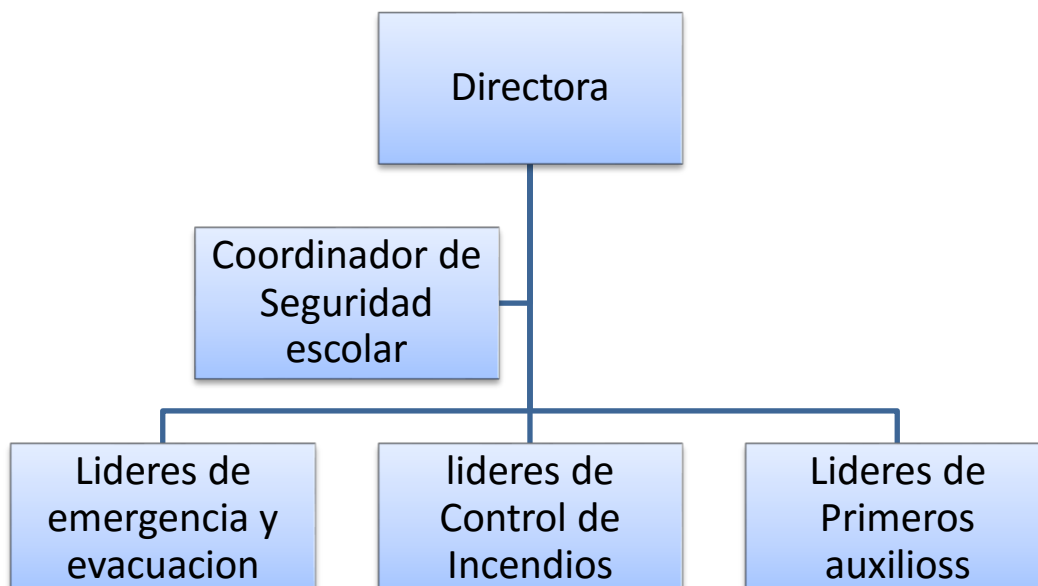 Directora
Coordinador de
Seguridad
escolar
Lideres de
emergencia y
evacuacion
lideres de
Control de
Incendios
Lideres de
Primeros
auxilioss